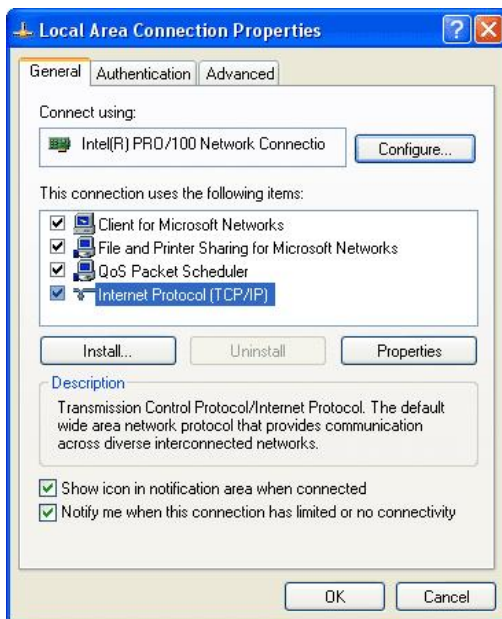 Local Area Connection Properties
General Authentication Advanced
Connect using:
Intel(R) PRO/100 Network Connectio
Configure...
This connection uses the following items:
Client for Microsoft Networks
File and Printer Sharing for Microsoft Networks
QoS Packet Scheduler
Internet Protocol (TCP/IP)
Install... Uninstall Properties
Description
Transmission Control Protocol/Internet Protocol. The default
wide area network protocol that provides communication
across diverse interconnected networks.
Show icon in notification area when connected
Notify me when this connection has limited or no connectivity
OK Cancel